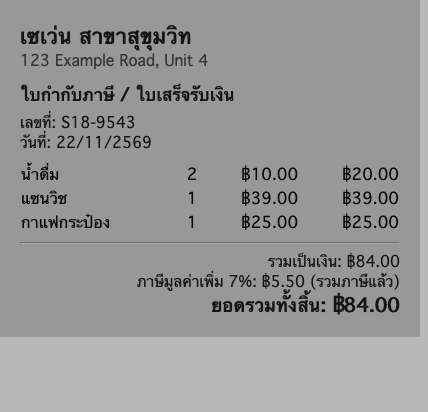 เซเว่น สาขาสุขุมวิท
123 Example Road, Unit 4
ใบกำกับภาษี / ใบเสร็จรับเงิน
เลขที่: S18-9543
วันที่: 22/11/2569
น้ำดื่ม 2 ฿10.00 ฿20.00
แซนวิช 1 ฿39.00 ฿39.00
กาแฟกระป๋อง 1 ฿25.00 ฿25.00
รวมเป็นเงิน: ฿84.00
ภาษีมูลค่าเพิ่ม 7%: ฿5.50 (รวมภาษีแล้ว)
ยอดรวมทั้งสิ้น: ฿84.00